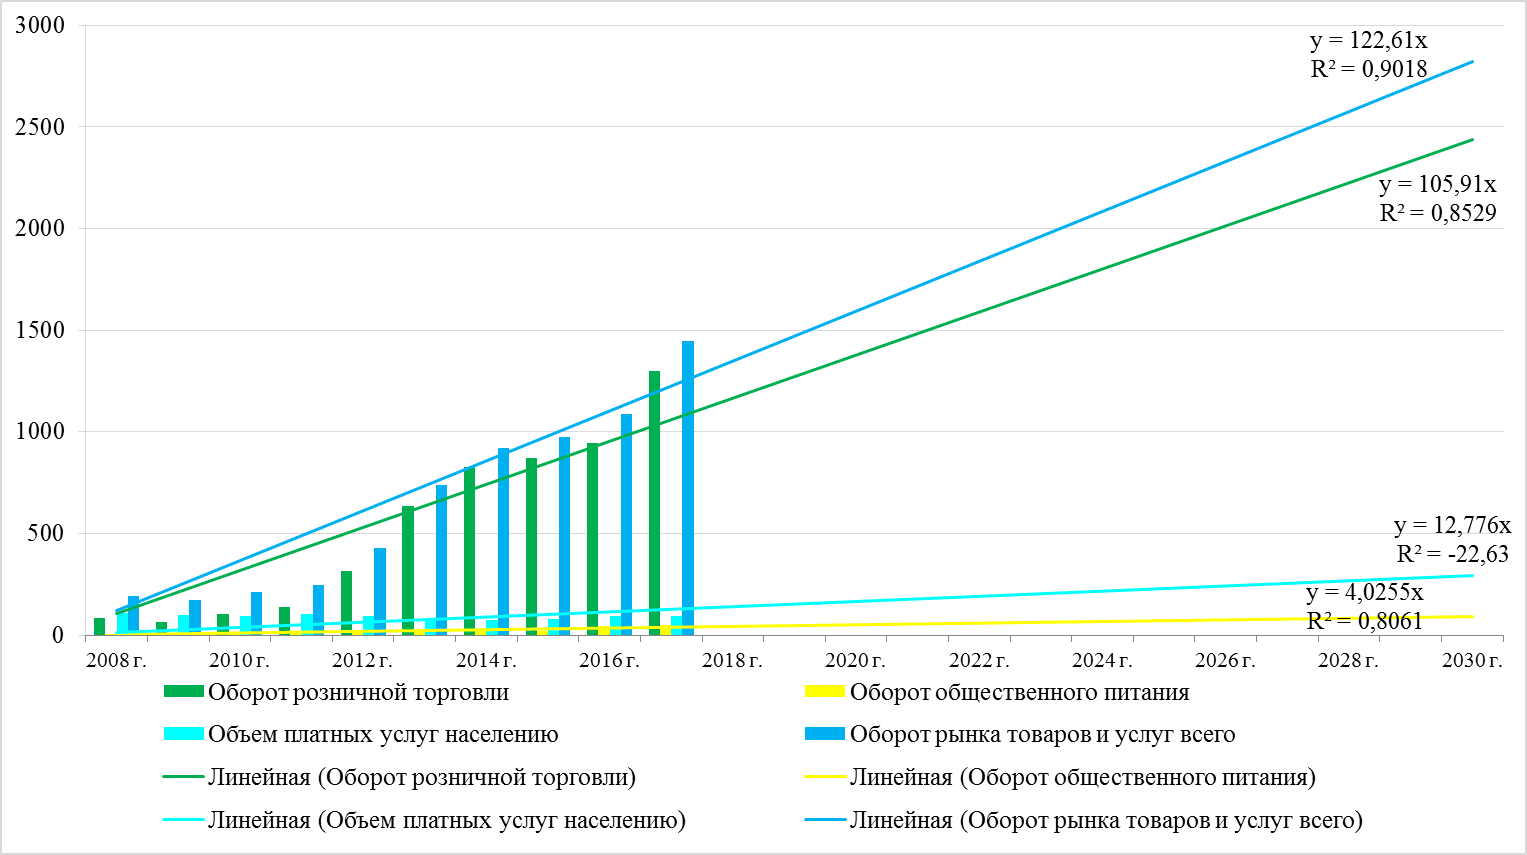 3000
2500
2000
1500
1000
500
0
y = 122,61x
R² = 0,9018
y = 105,91x
R² = 0,8529
y = 12,776x
R² = -22,63
y = 4,0255x
R² = 0,8061
2008 г. 2010 г. 2012 г. 2014 г. 2016 г. 2018 г. 2020 г. 2022 г. 2024 г. 2026 г. 2028 г. 2030 г.
Оборот розничной торговли
Оборот общественного питания
Объем платных услуг населению
Оборот рынка товаров и услуг всего
Линейная (Оборот розничной торговли)
Линейная (Оборот общественного питания)
Линейная (Объем платных услуг населению)
Линейная (Оборот рынка товаров и услуг всего)